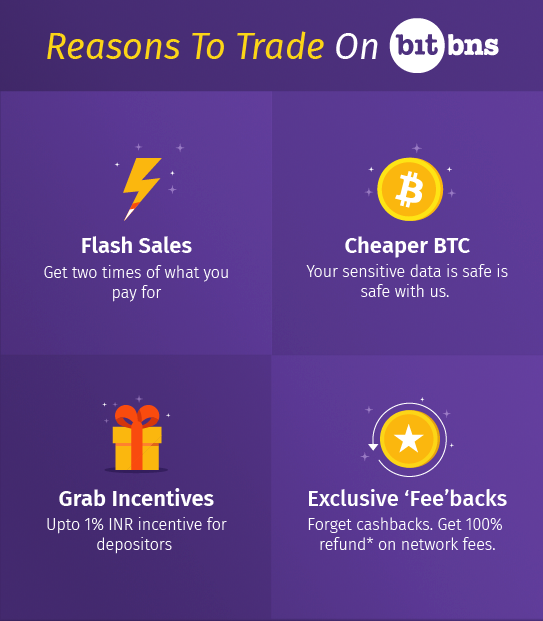 Reasons To Trade On bitbns
Flash Sales
Get two times of what you
pay for
Cheaper BTC
Your sensitive data is safe is
safe with us.
Grab Incentives
Upto 1% INR incentive for
depositors
Exclusive ‘Fee’backs
Forget cashbacks. Get 100%
refund* on network fees.